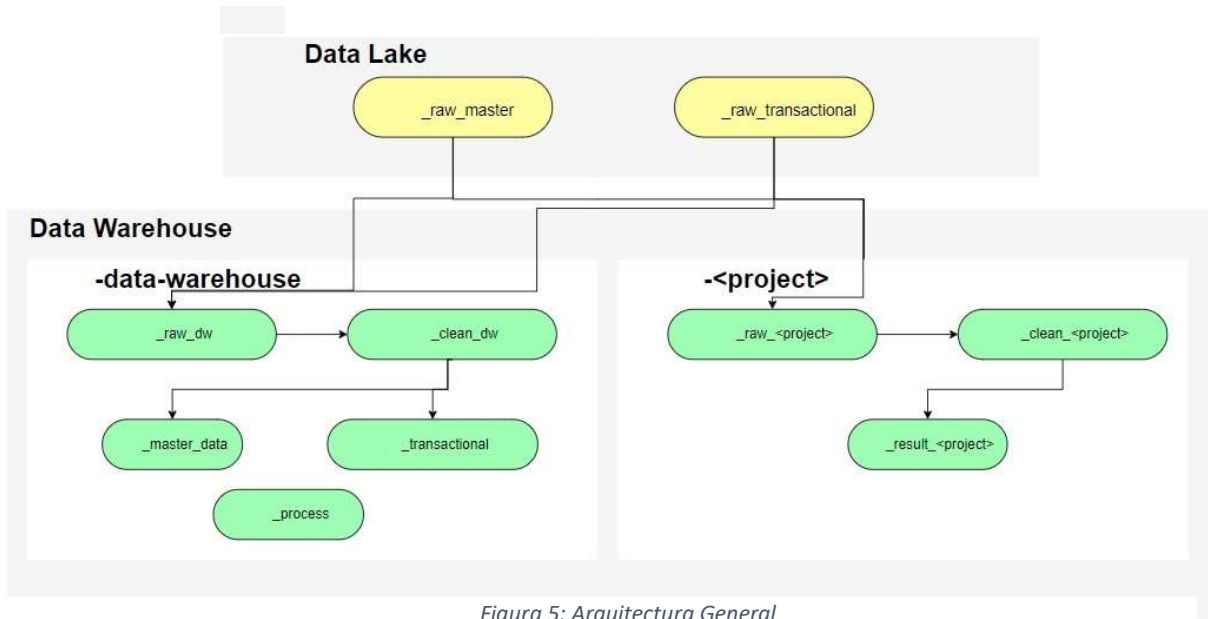 Data Lake
_raw_master
_raw_transactional
Data Warehouse
-data-warehouse
-<project>
_raw_dw
_clean_dw
_raw_<project>
_clean_<project>
_master_data
_transactional
_result_<project>
_process
Figura 5: Arquitectura General